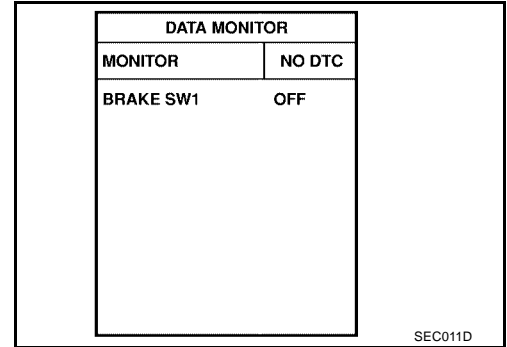 DATA MONITOR
MONITOR NO DTC
BRAKE SW1 OFF
SEC011D